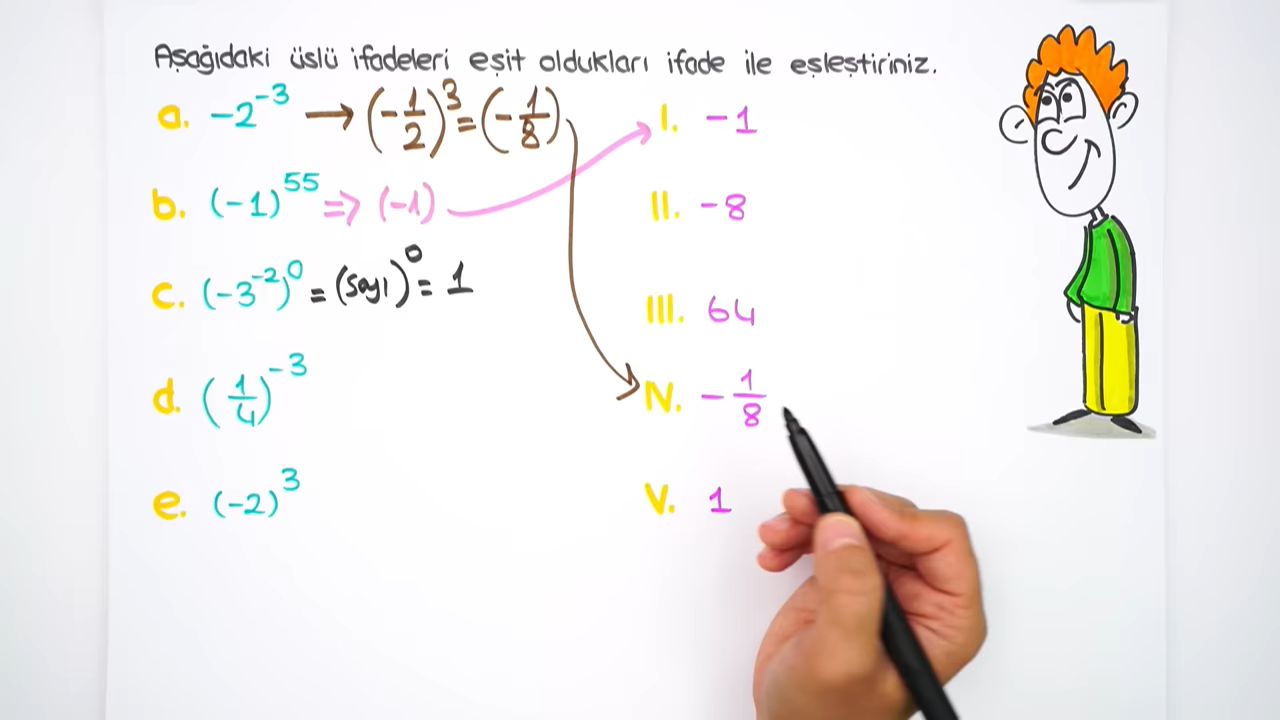 Aşağıdaki üslü ifadeleri eşit oldukları ifade ile eşleştiriniz.
a. -2⁻³ → (-1/2)³ = (-1/8) I. -1
b. (-1)⁵⁵ ⇒ (-1) II. -8
c. (-3⁻²)⁰ = (sayı)⁰ = 1 III. 64
d. (1/4)⁻³ IV. -1/8
e. (-2)³ V. 1